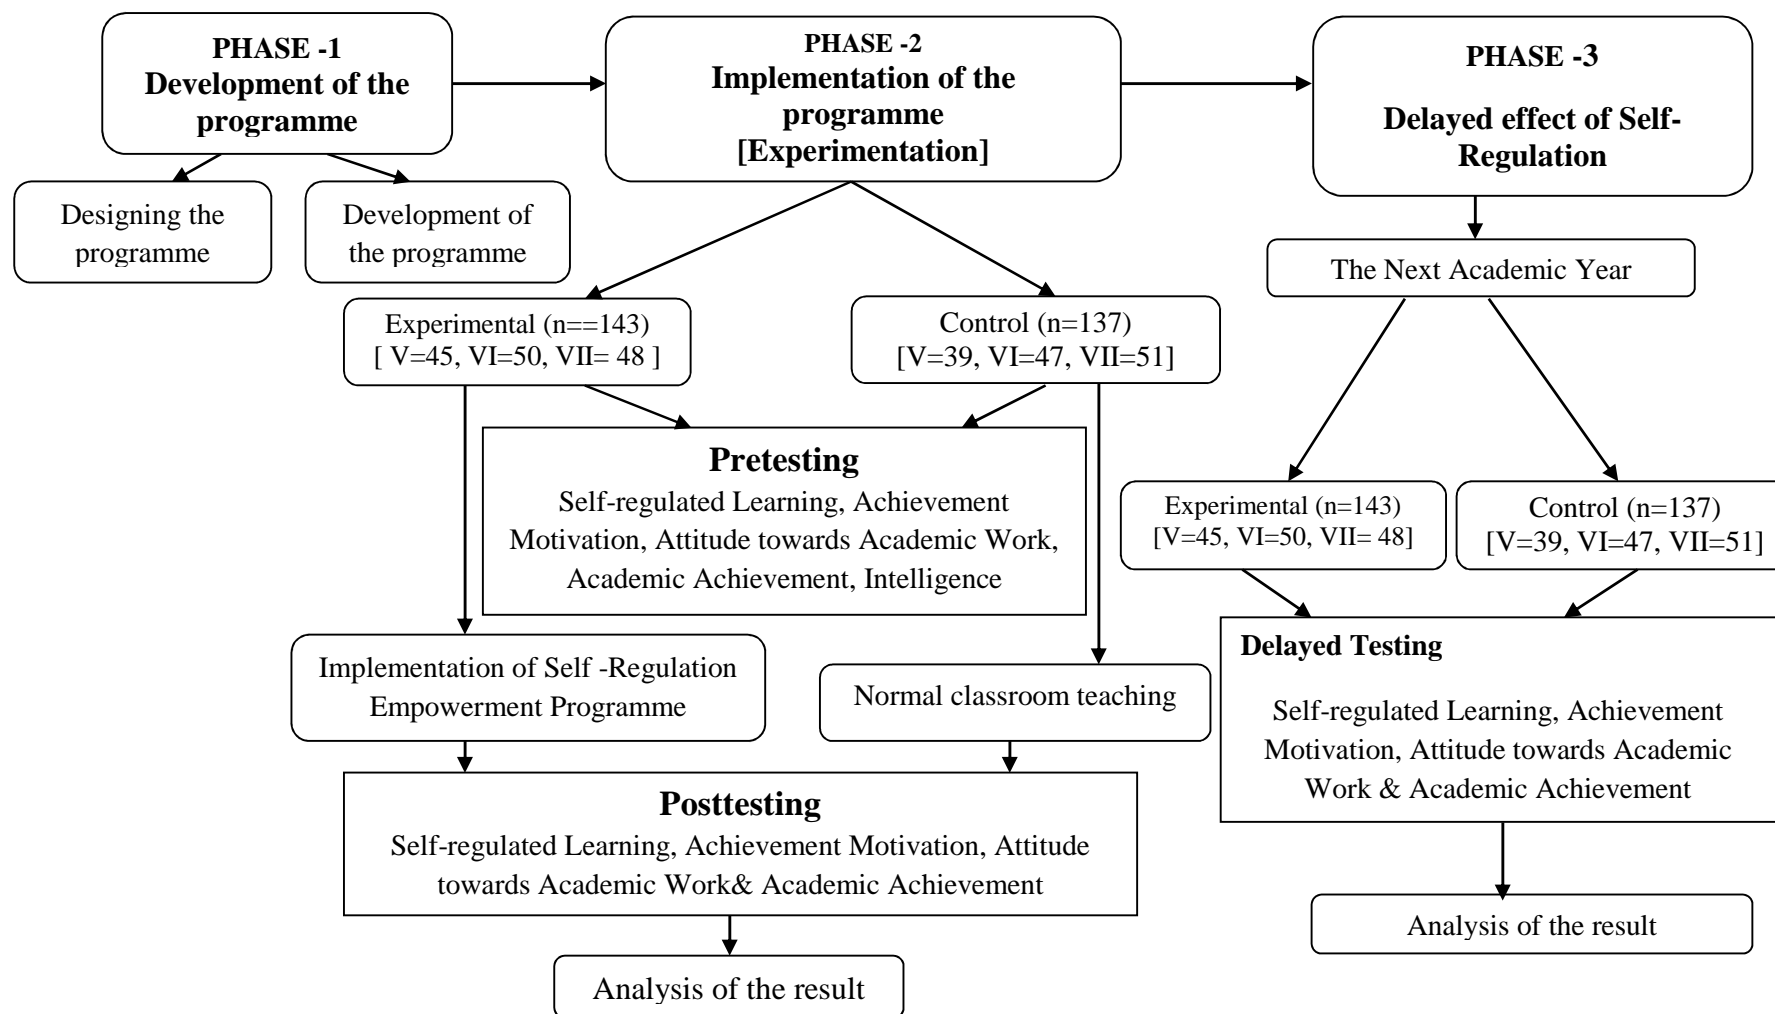 PHASE -1
Development of the
programme
PHASE -2
Implementation of the
programme
[Experimentation]
PHASE -3
Delayed effect of Self-
Regulation
Designing the
programme
Development of
the programme
The Next Academic Year
Experimental (n==143)
[ V=45, VI=50, VII= 48 ]
Control (n=137)
[V=39, VI=47, VII=51]
Pretesting
Self-regulated Learning, Achievement
Motivation, Attitude towards Academic Work,
Academic Achievement, Intelligence
Experimental (n=143)
[V=45, VI=50, VII= 48]
Control (n=137)
[V=39, VI=47, VII=51]
Implementation of Self -Regulation
Empowerment Programme
Normal classroom teaching
Delayed Testing
Self-regulated Learning, Achievement
Motivation, Attitude towards Academic
Work & Academic Achievement
Posttesting
Self-regulated Learning, Achievement Motivation, Attitude
towards Academic Work& Academic Achievement
Analysis of the result
Analysis of the result